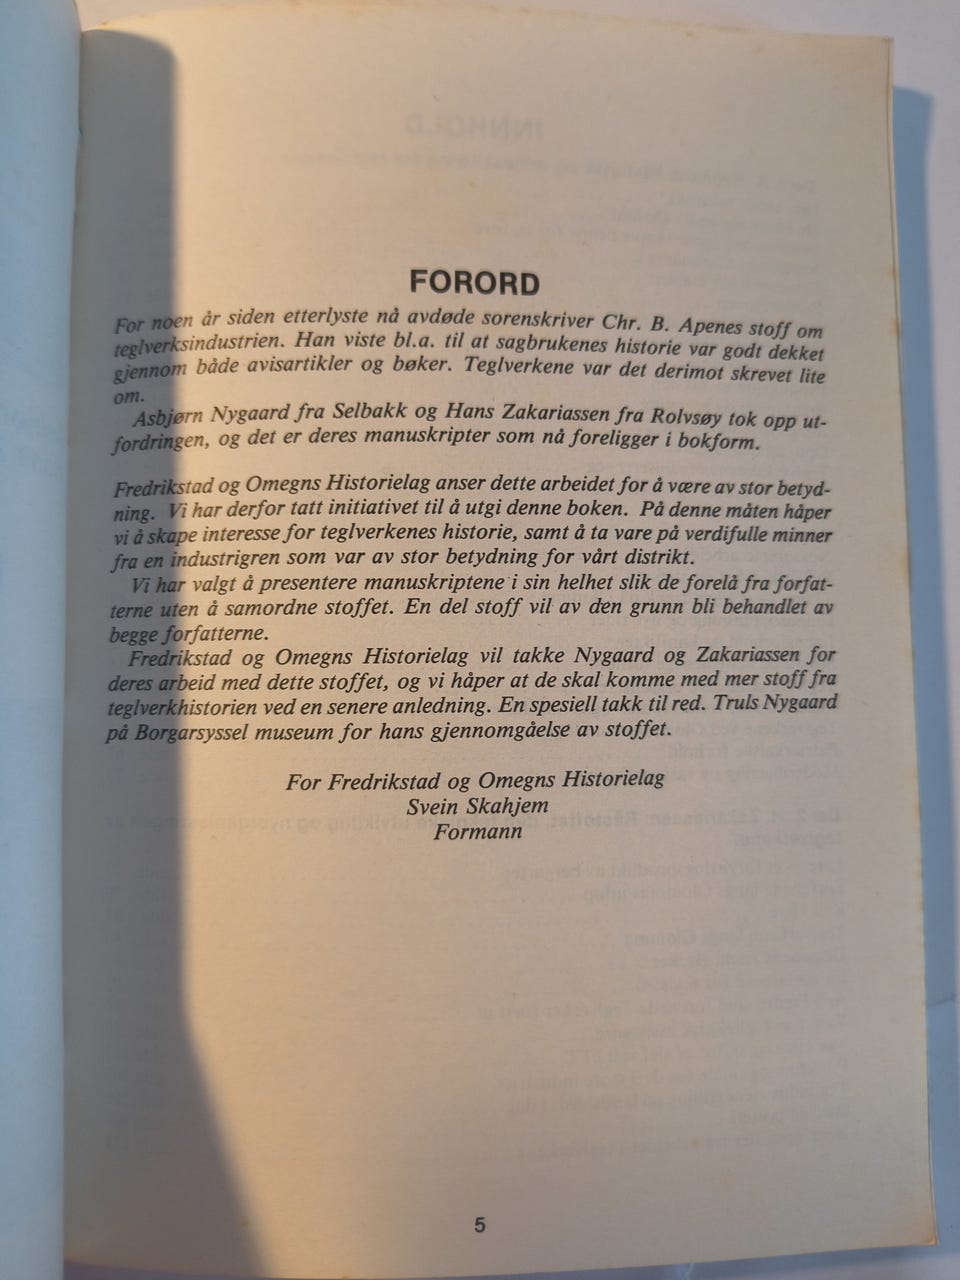 FORORD
For noen år siden etterlyste nå avdøde sorenskriver Chr. B. Apenes stoff om
teglverksindustrien. Han viste bl.a. til at sagbrukenes historie var godt dekket
gjennom både avisartikler og bøker. Teglverkene var det derimot skrevet lite
om.
Asbjørn Nygaard fra Selbakk og Hans Zakariassen fra Rolvsøy tok opp ut-
fordringen, og det er deres manuskripter som nå foreligger i bokform.
Fredrikstad og Omegns Historielag anser dette arbeidet for å være av stor betyd-
ning. Vi har derfor tatt initiativet til å utgi denne boken. På denne måten håper
vi å skape interesse for teglverkenes historie, samt å ta vare på verdifulle minner
fra en industrigren som var av stor betydning for vårt distrikt.
Vi har valgt å presentere manuskriptene i sin helhet slik de forelå fra forfat-
terne uten å samordne stoffet. En del stoff vil av den grunn bli behandlet av
begge forfatterne.
Fredrikstad og Omegns Historielag vil takke Nygaard og Zakariassen for
deres arbeid med dette stoffet, og vi håper at de skal komme med mer stoff fra
teglverkhistorien ved en senere anledning. En spesiell takk til red. Truls Nygaard
på Borgarsyssel museum for hans gjennomgåelse av stoffet.
For Fredrikstad og Omegns Historielag
Svein Skahjem
Formann
5